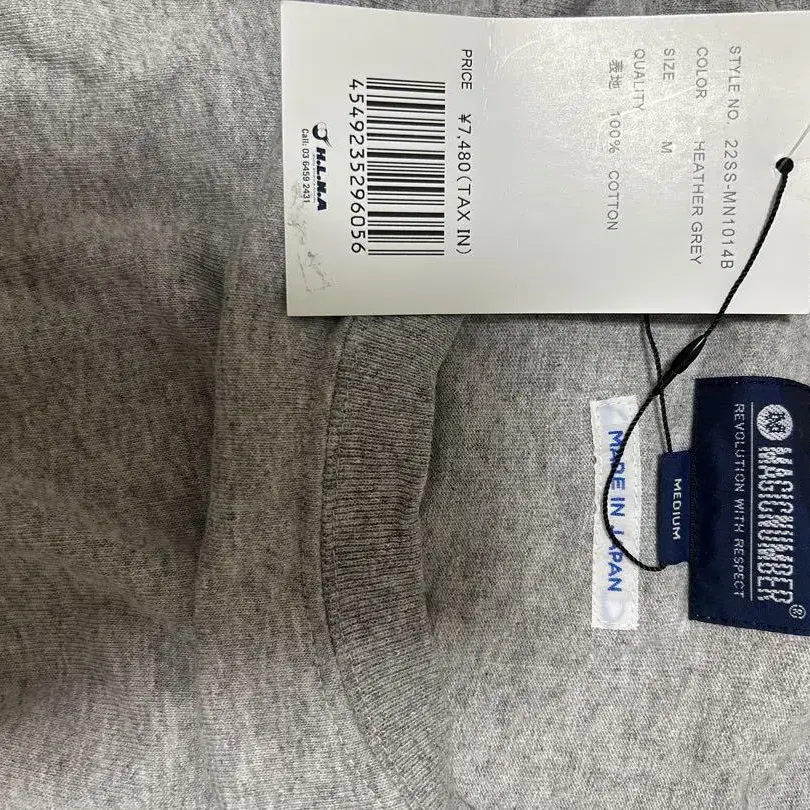 STYLE NO. 22SS-MN1014B
COLOR HEATHER GREY
SIZE M
QUALITY
表地 100% COTTON
PRICE ¥7,480(TAX IN)
4549235296056
H.L.N.A
Call: 03 6459 2431
MAGICNUMBER®
REVOLUTION WITH RESPECT
MEDIUM
MADE IN JAPAN